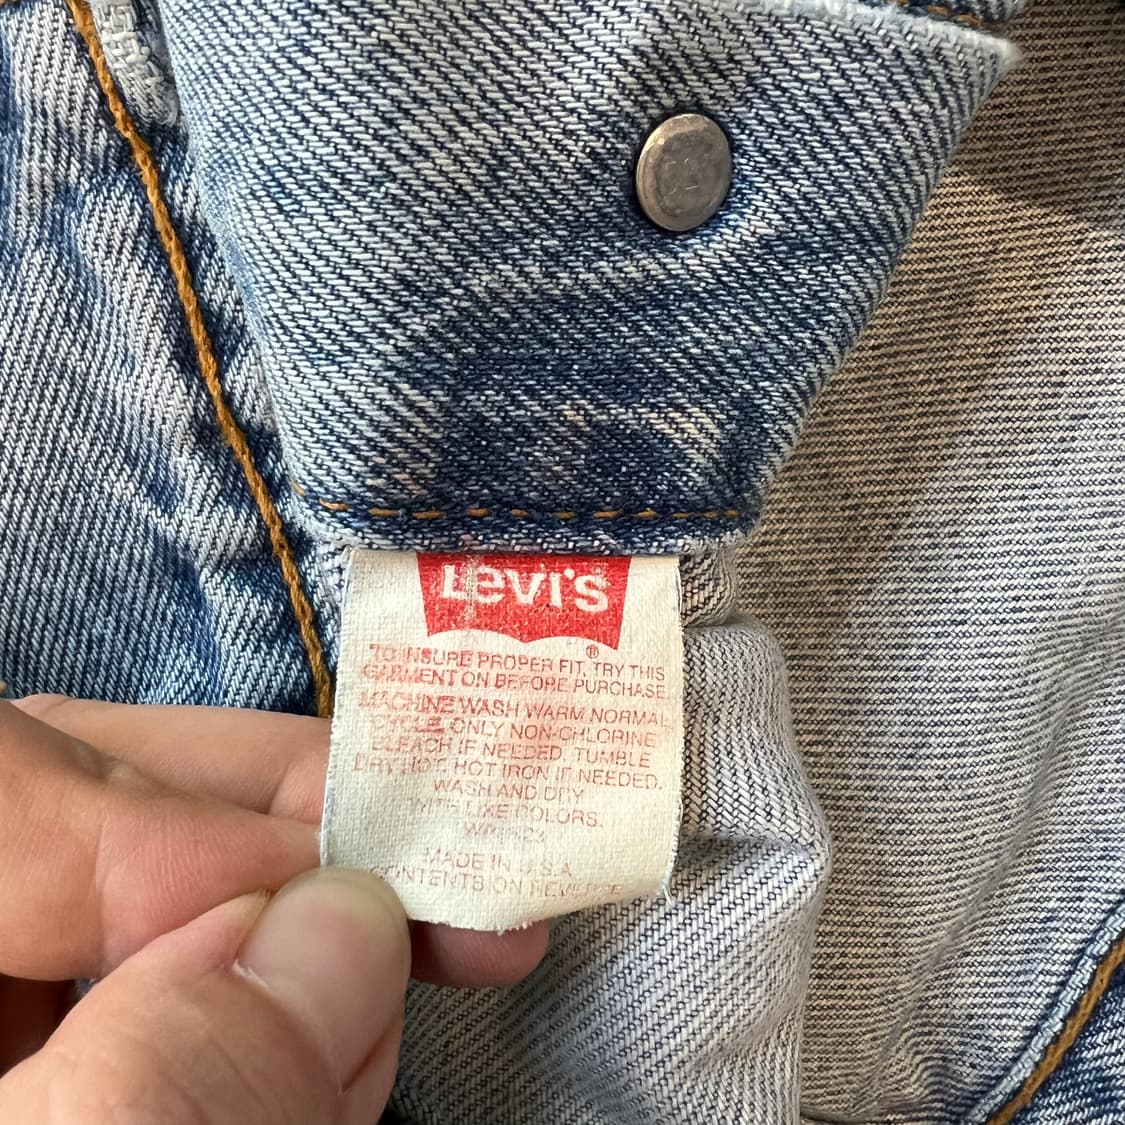 Levi's
®
TO INSURE PROPER FIT, TRY THIS
GARMENT ON BEFORE PURCHASE.
MACHINE WASH WARM NORMAL
CYCLE ONLY NON-CHLORINE
BLEACH IF NEEDED. TUMBLE
DRY HOT. HOT IRON IF NEEDED.
WASH AND DRY
WITH LIKE COLORS.
MADE IN U.S.A
CONTENTS ON REVERSE